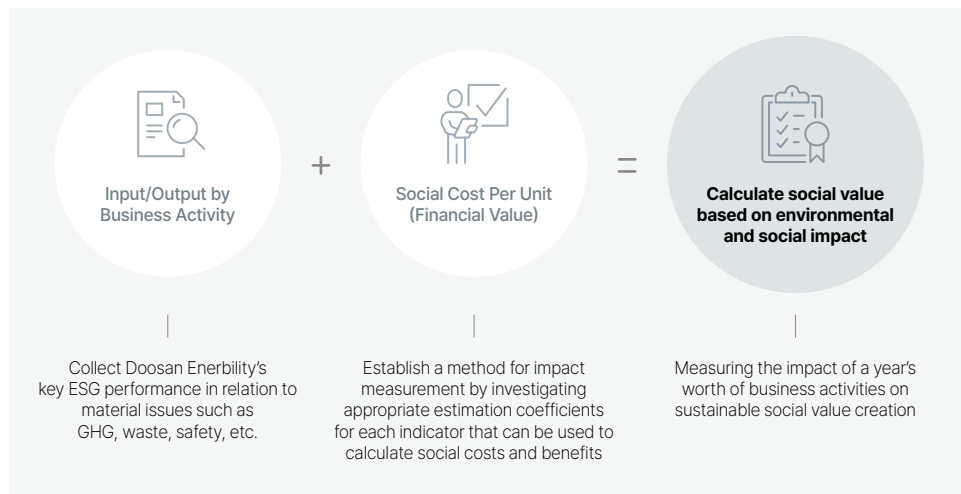 Input/Output by
Business Activity
+
Social Cost Per Unit
(Financial Value)
=
Calculate social value
based on environmental
and social impact
Collect Doosan Enerbility's
key ESG performance in relation to
material issues such as
GHG, waste, safety, etc.
Establish a method for impact
measurement by investigating
appropriate estimation coefficients
for each indicator that can be used to
calculate social costs and benefits
Measuring the impact of a year's
worth of business activities on
sustainable social value creation